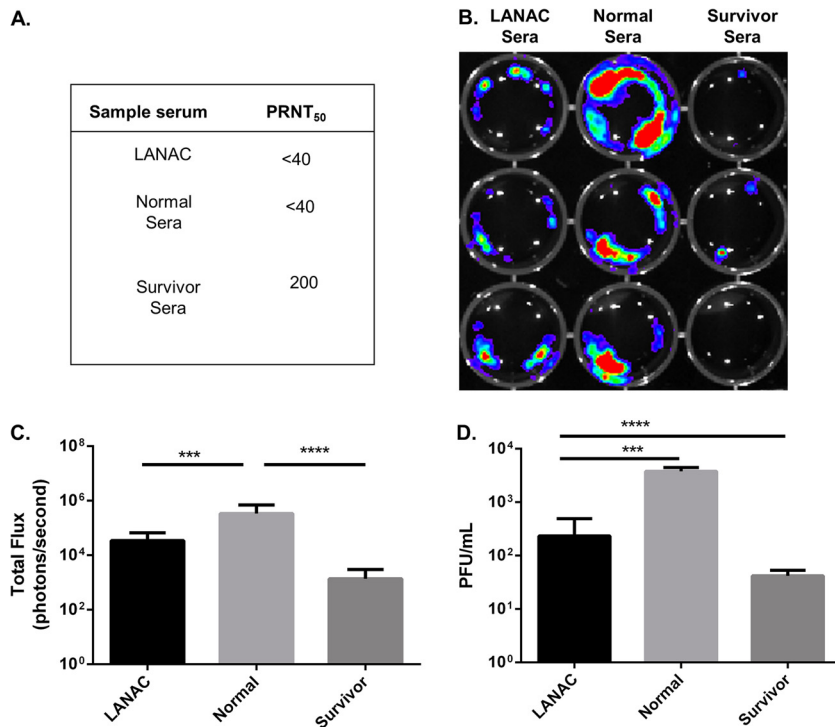 A.
Sample serum PRNT50
LANAC <40
Normal
Sera
<40
Survivor
Sera
200
B.
LANAC
Sera
Normal
Sera
Survivor
Sera
C.
Total Flux
(photons/second)
10^8
10^6
10^4
10^2
10^0
***
****
LANAC
Normal
Survivor
D.
PFU/mL
10^4
10^3
10^2
10^1
10^0
****
***
LANAC
Normal
Survivor